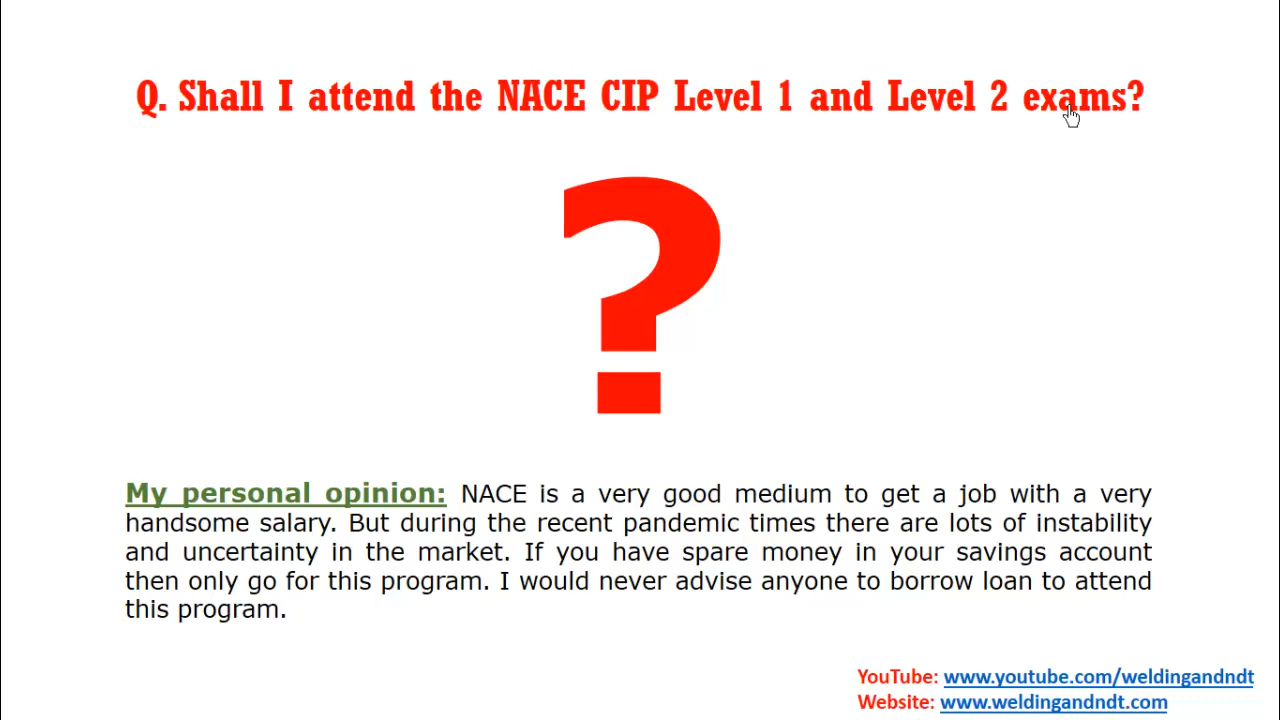 Q. Shall I attend the NACE CIP Level 1 and Level 2 exams?
?
My personal opinion: NACE is a very good medium to get a job with a very
handsome salary. But during the recent pandemic times there are lots of instability
and uncertainty in the market. If you have spare money in your savings account
then only go for this program. I would never advise anyone to borrow loan to attend
this program.
YouTube: www.youtube.com/weldingandndt
Website: www.weldingandndt.com